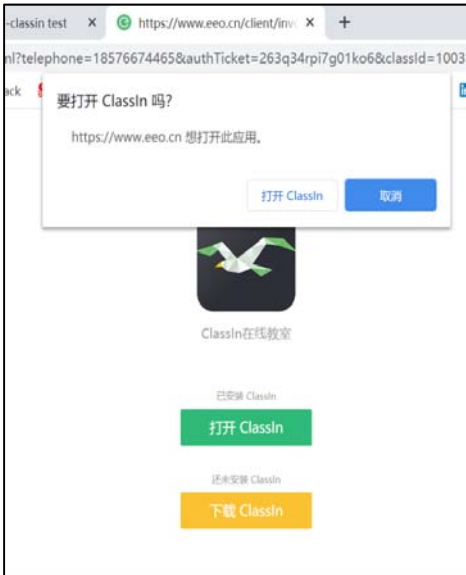 -classin test
https://www.eeo.cn/client/inv
nl?telephone=18576674465&authTicket=263q34rpi7g01ko6&classId=1003
ack
要打开 ClassIn 吗?
https://www.eeo.cn 想打开此应用。
打开 ClassIn
取消
ClassIn在线教室
已安装 ClassIn
打开 ClassIn
还未安装 ClassIn
下载 ClassIn